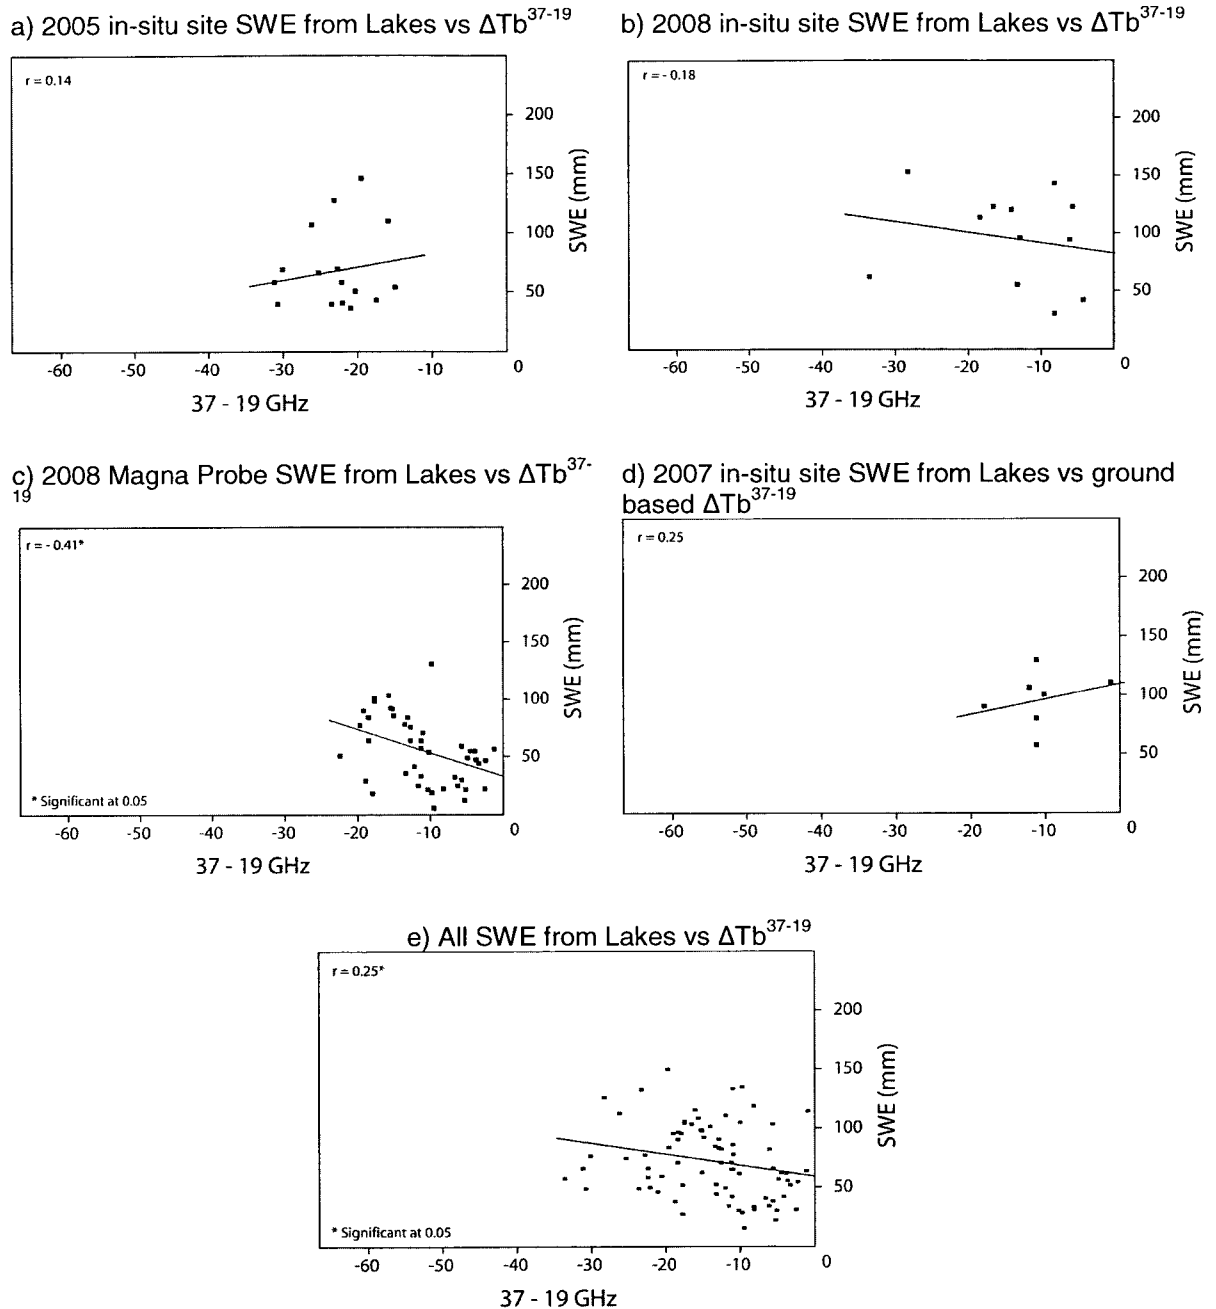 a) 2005 in-situ site SWE from Lakes vs ΔTb37-19
r = 0.14
200
150
100
50
SWE (mm)
-60 -50 -40 -30 -20 -10 0
37 - 19 GHz
b) 2008 in-situ site SWE from Lakes vs ΔTb37-19
r = - 0.18
200
150
100
50
SWE (mm)
-60 -50 -40 -30 -20 -10 0
37 - 19 GHz
c) 2008 Magna Probe SWE from Lakes vs ΔTb37-
19
r = - 0.41*
200
150
100
50
SWE (mm)
* Significant at 0.05
-60 -50 -40 -30 -20 -10 0
37 - 19 GHz
d) 2007 in-situ site SWE from Lakes vs ground
based ΔTb37-19
r = 0.25
200
150
100
50
SWE (mm)
-60 -50 -40 -30 -20 -10 0
37 - 19 GHz
e) All SWE from Lakes vs ΔTb37-19
r = 0.25*
200
150
100
50
SWE (mm)
* Significant at 0.05
-60 -50 -40 -30 -20 -10 0
37 - 19 GHz